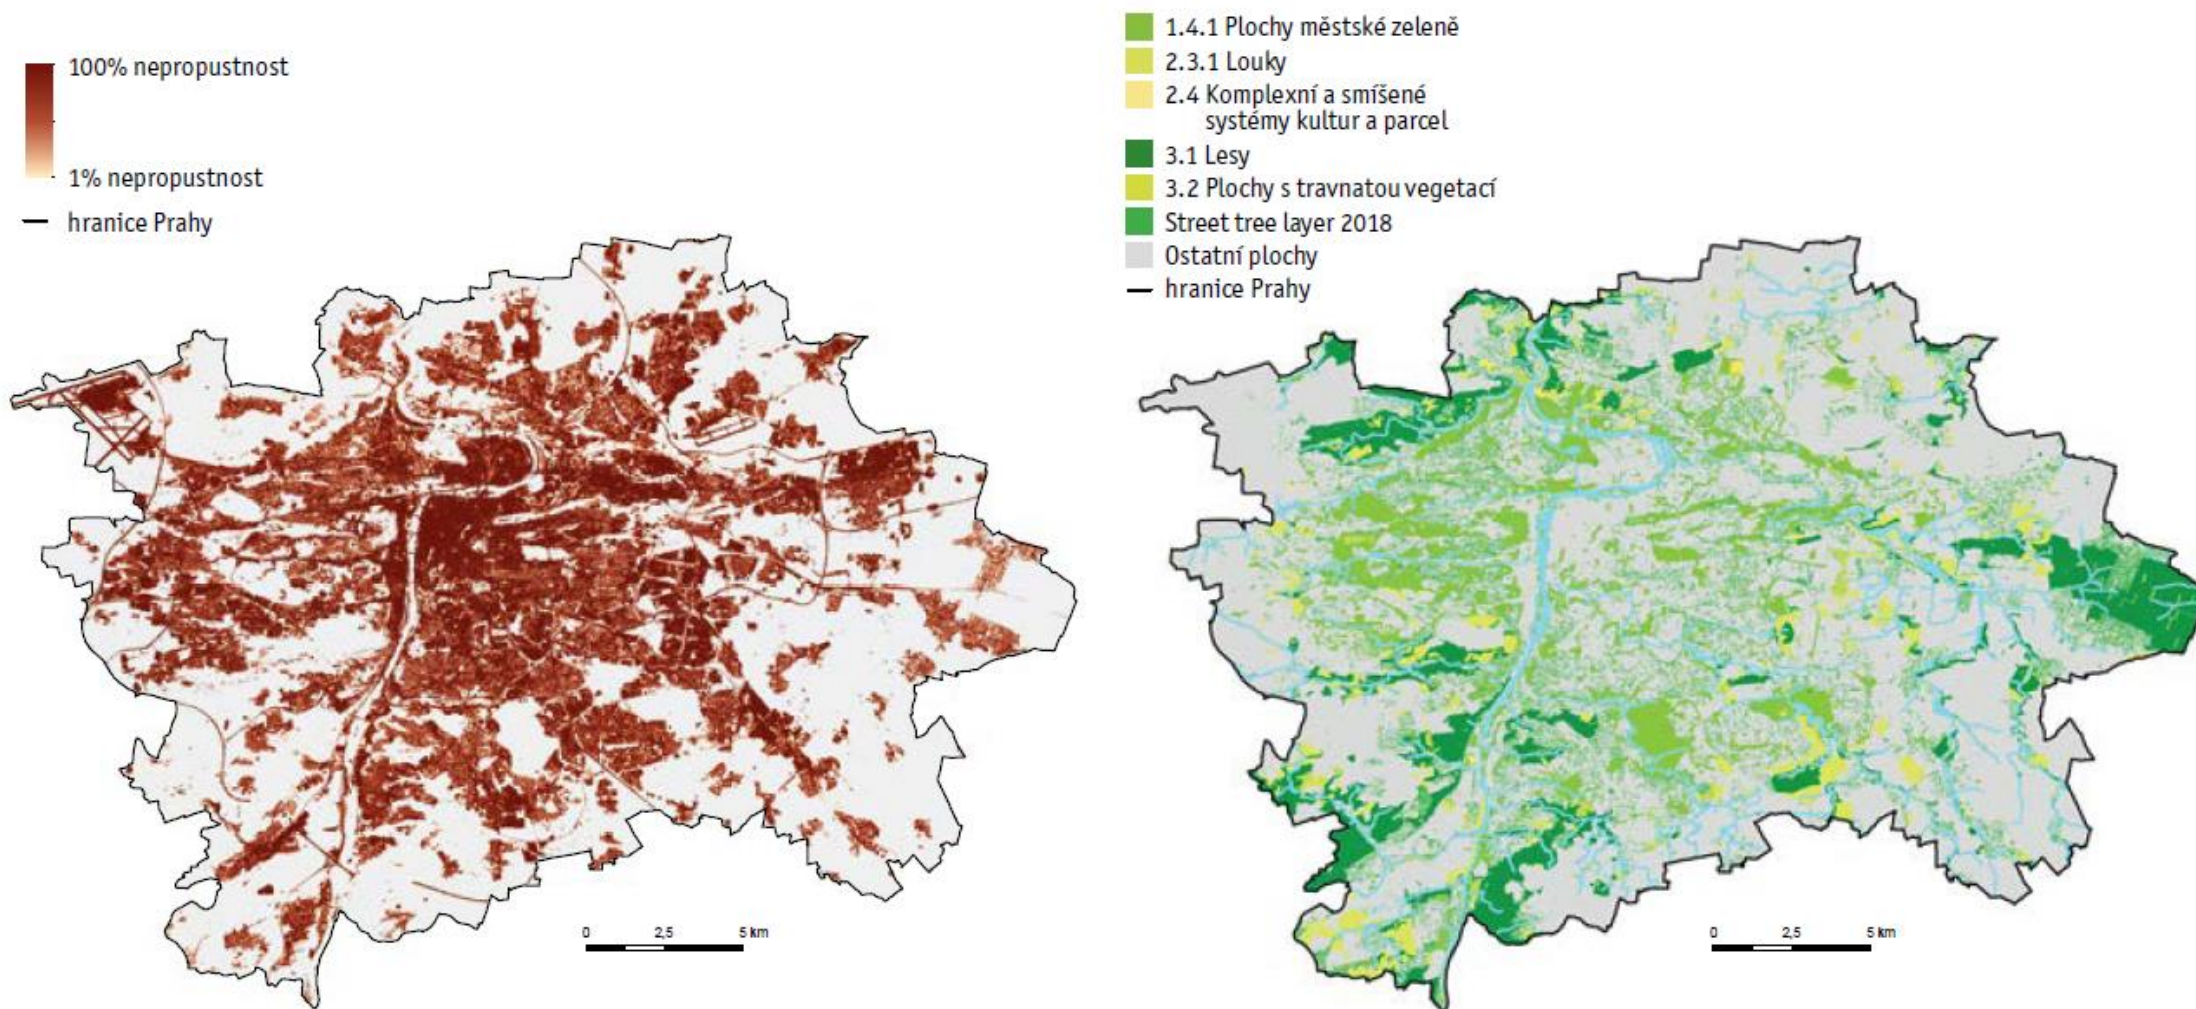 100% nepropustnost
1% nepropustnost
hranice Prahy
0 2,5 5 km
1.4.1 Plochy městské zeleně
2.3.1 Louky
2.4 Komplexní a smíšené
systémy kultur a parcel
3.1 Lesy
3.2 Plochy s travnatou vegetací
Street tree layer 2018
Ostatní plochy
hranice Prahy
0 2,5 5 km